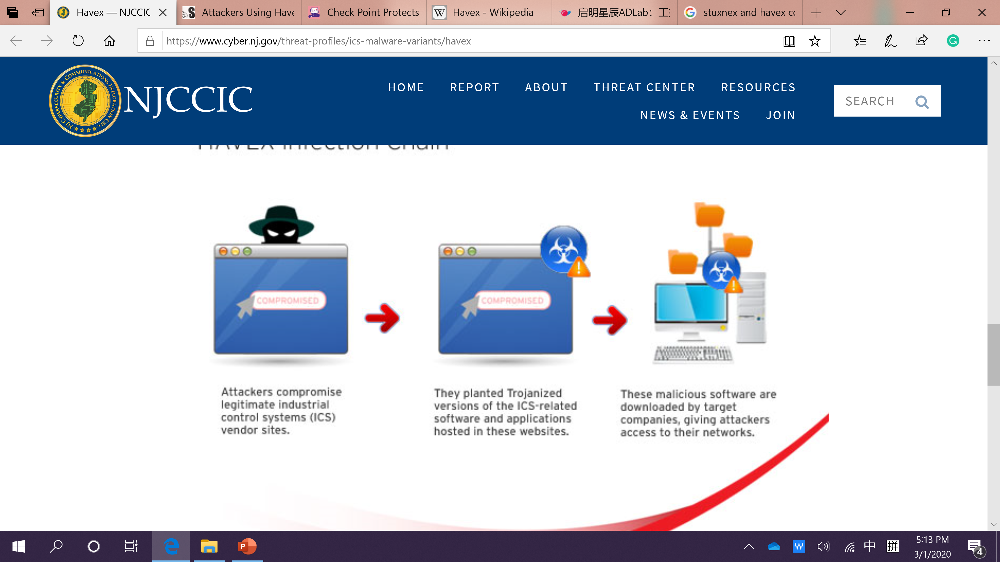 Havex — NJCCIC
Attackers Using Have
Check Point Protects
Havex - Wikipedia
启明星辰ADLab：工
stuxnex and havex co
https://www.cyber.nj.gov/threat-profiles/ics-malware-variants/havex
NJ CYBERSECURITY & COMMUNICATIONS INTEGRATION CELL
NJCCIC
HOME REPORT ABOUT THREAT CENTER RESOURCES
NEWS & EVENTS JOIN
SEARCH
HAVEX Infection Chain
COMPROMISED
COMPROMISED
Attackers compromise
legitimate industrial
control systems (ICS)
vendor sites.
They planted Trojanized
versions of the ICS-related
software and applications
hosted in these websites.
These malicious software are
downloaded by target
companies, giving attackers
access to their networks.
中
拼
5:13 PM
3/1/2020
4